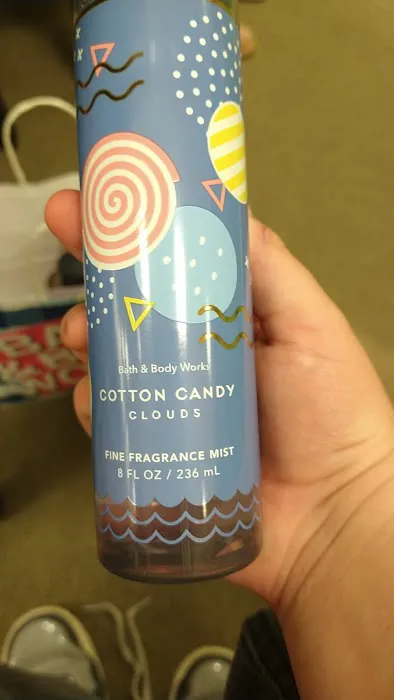 Bath & Body Works
COTTON CANDY
CLOUDS
FINE FRAGRANCE MIST
8 FL OZ / 236 mL